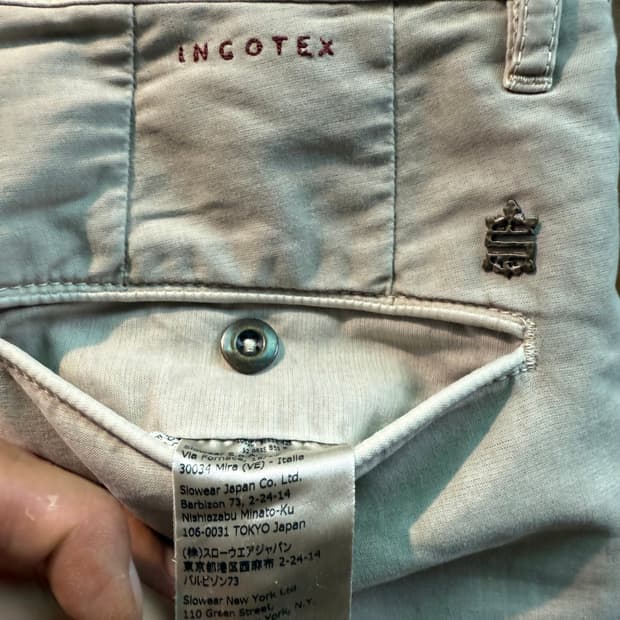 INGOTEX
Via Fornace,
30034 Mira (VE) - Italia
Slowear Japan Co. Ltd.
Barbizon 73, 2-24-14
Nishiazabu Minato-Ku
106-0031 TOKYO Japan
(株)スローウエアジャパン
東京都港区西麻布 2-24-14
バルビゾン73
Slowear New York Ltd.
110 Green Street,
York, N.Y.